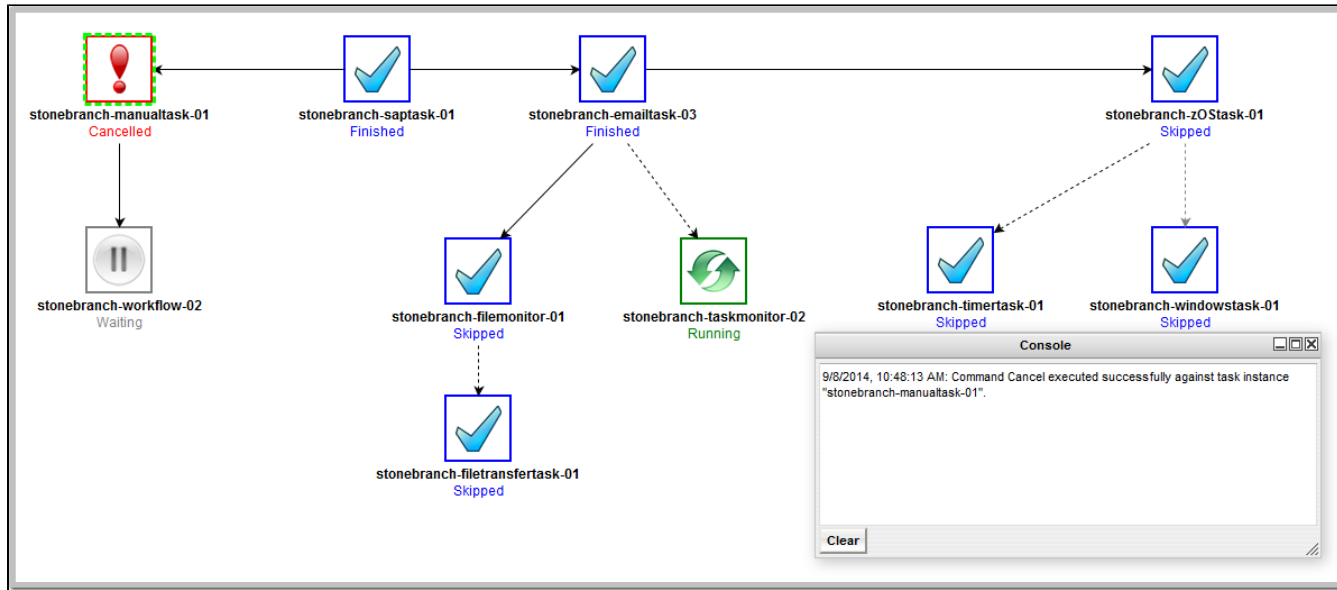 stonebranch-manualtask-01
Cancelled
stonebranch-saptask-01
Finished
stonebranch-emailtask-03
Finished
stonebranch-zOStask-01
Skipped
stonebranch-workflow-02
Waiting
stonebranch-filemonitor-01
Skipped
stonebranch-taskmonitor-02
Running
stonebranch-timertask-01
Skipped
stonebranch-windowstask-01
Skipped
stonebranch-filetransfertask-01
Skipped
Console
9/8/2014, 10:48:13 AM: Command Cancel executed successfully against task instance
"stonebranch-manualtask-01".
Clear